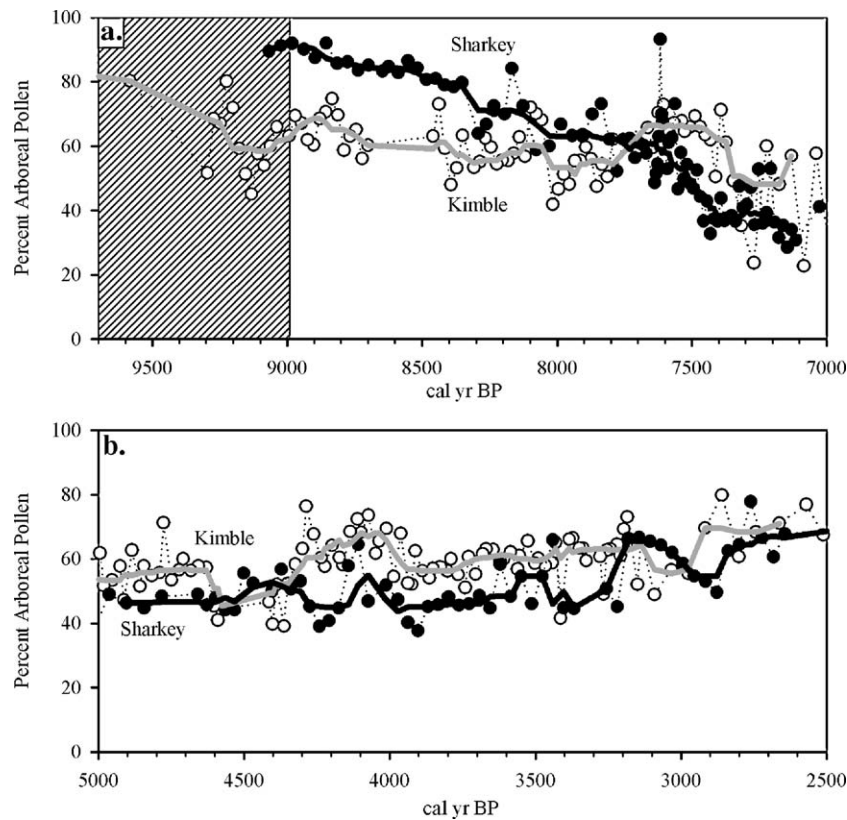 100
a.
Sharkey
80
60
Percent Arboreal Pollen
Kimble
40
20
0
9500 9000 8500 8000 7500 7000
cal yr BP
100
b.
80
Kimble
60
Percent Arboreal Pollen
40
Sharkey
20
0
5000 4500 4000 3500 3000 2500
cal yr BP